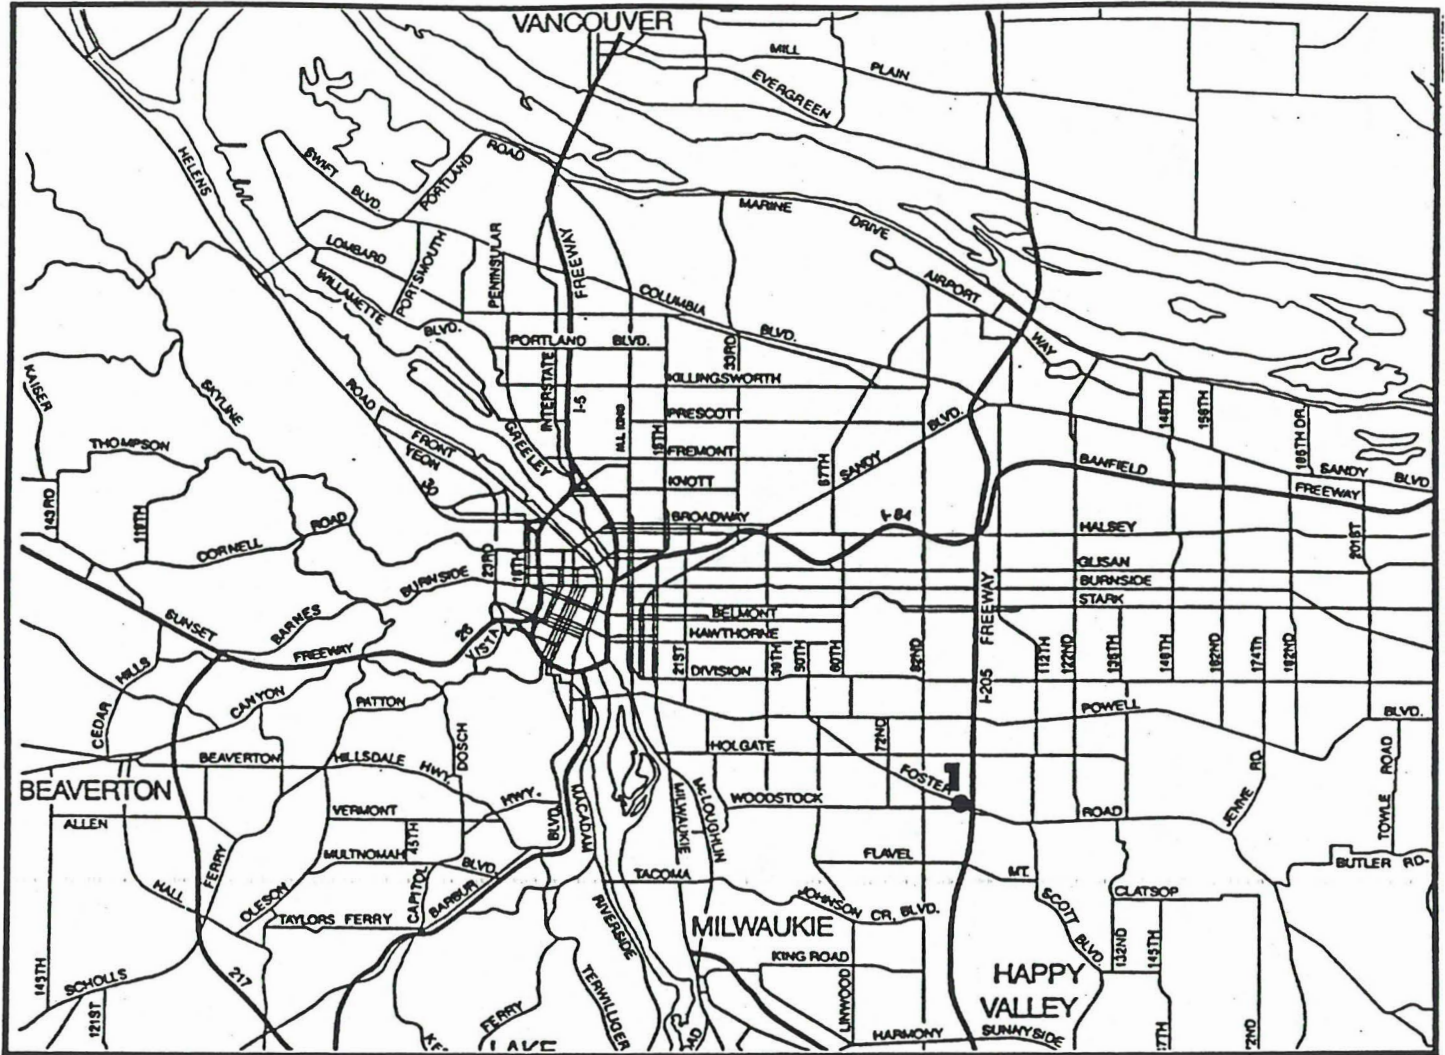 VANCOUVER
MILL
PLAIN
EVERGREEN
HELENS
SWIFT
BLVD.
PORTLAND
ROAD
MARINE
DRIVE
LOMBARD
PORTSMOUTH
PENINSULAR
FREEWAY
WILLAMETTE
BLVD.
COLUMBIA
BLVD.
AIRPORT
WAY
PORTLAND BLVD.
INTERSTATE
I-5
33RD
KILLINGSWORTH
KAISER
SKYLINE
ROAD
PRESCOTT
BLVD.
148TH
158TH
185TH DR.
M.L KING
15TH
THOMPSON
FRONT
YEON
GREELEY
FREMONT
67TH
SANDY
BANFIELD
FREEWAY
SANDY
BLVD
KNOTT
143RD
119TH
CORNELL
ROAD
BROADWAY
I-84
HALSEY
201ST
23RD
GLISAN
BURNSIDE
BURNSIDE
STARK
SUNSET
BARNES
26
VISTA
BELMONT
HAWTHORNE
FREEWAY
FREEWAY
HILLS
CEDAR
CANYON
PATTON
21ST
DIVISION
39TH
50TH
60TH
82ND
I-205
112TH
122ND
136TH
148TH
162ND
174TH
182ND
POWELL
BLVD.
BEAVERTON
HILLSDALE
HWY.
DOSCH
HOLGATE
72ND
FOSTER
1
BEAVERTON
ALLEN
VERMONT
HWY.
BLVD.
MACADAM
MILWAUKIE
McLOUGHLIN
WOODSTOCK
ROAD
JENNE
RD
TOWLE ROAD
45TH
MULTNOMAH
BLVD.
FERRY
HALL
OLESON
CAPITOL
BARBUR
TAYLORS FERRY
TACOMA
FLAVEL
MT.
SCOTT
BLVD.
CLATSOP
BUTLER RD.
JOHNSON CR. BLVD.
RIVERSIDE
MILWAUKIE
KING ROAD
132ND
145TH
145TH
SCHOLLS
121ST
217
FERRY
TERWILLIGER
LINWOOD
HAPPY
VALLEY
HARMONY
SUNNYSIDE
LAKE